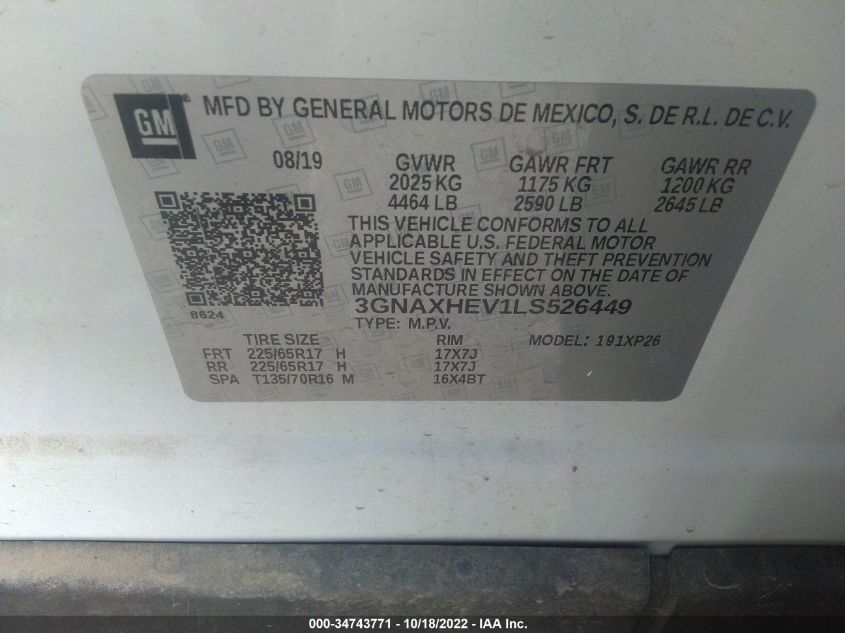 GM
MFD BY GENERAL MOTORS DE MEXICO, S. DE R.L. DE C.V.
08/19 GVWR GAWR FRT GAWR RR
2025 KG 1175 KG 1200 KG
4464 LB 2590 LB 2645 LB
THIS VEHICLE CONFORMS TO ALL
APPLICABLE U.S. FEDERAL MOTOR
VEHICLE SAFETY AND THEFT PREVENTION
STANDARDS IN EFFECT ON THE DATE OF
MANUFACTURE SHOWN ABOVE.
8624
3GNAXHEV1LS526449
TYPE: M.P.V.
TIRE SIZE RIM MODEL: 191XP26
FRT 225/65R17 H 17X7J
RR 225/65R17 H 17X7J
SPA T135/70R16 M 16X4BT
000-34743771 - 10/18/2022 - IAA Inc.